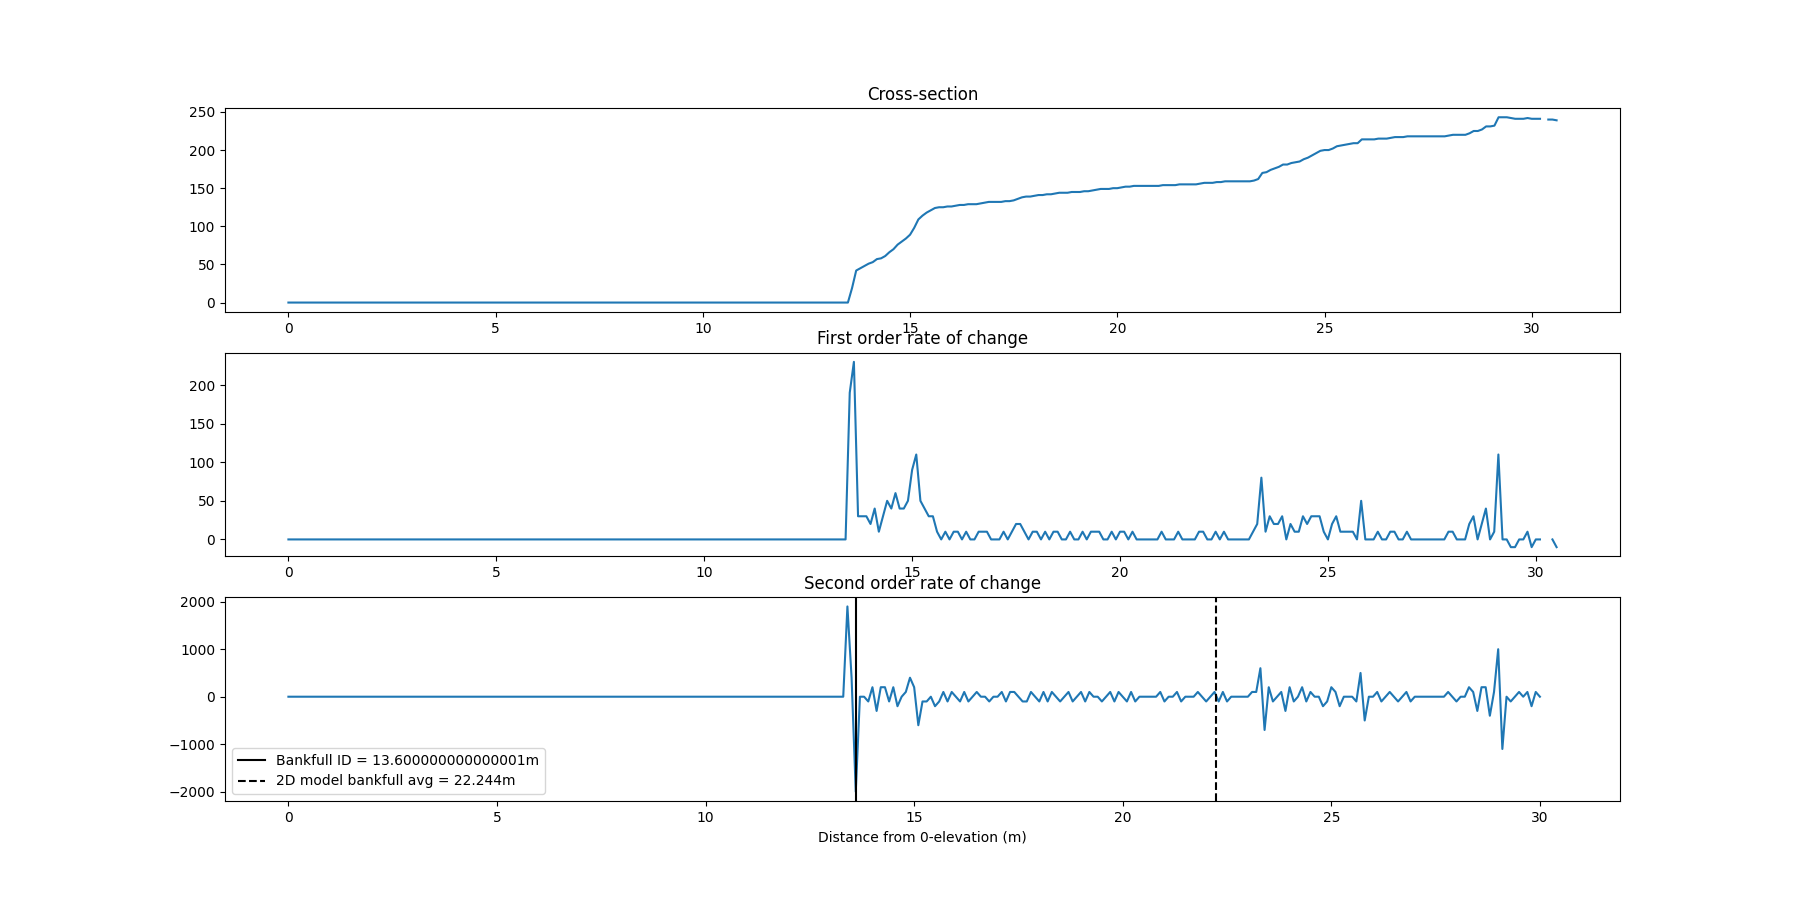 Cross-section
250
200
150
100
50
0
0 5 10 15 20 25 30
First order rate of change
200
150
100
50
0
0 5 10 15 20 25 30
Second order rate of change
2000
1000
0
−1000
−2000
Bankfull ID = 13.600000000000001m
2D model bankfull avg = 22.244m
0 5 10 15 20 25 30
Distance from 0-elevation (m)